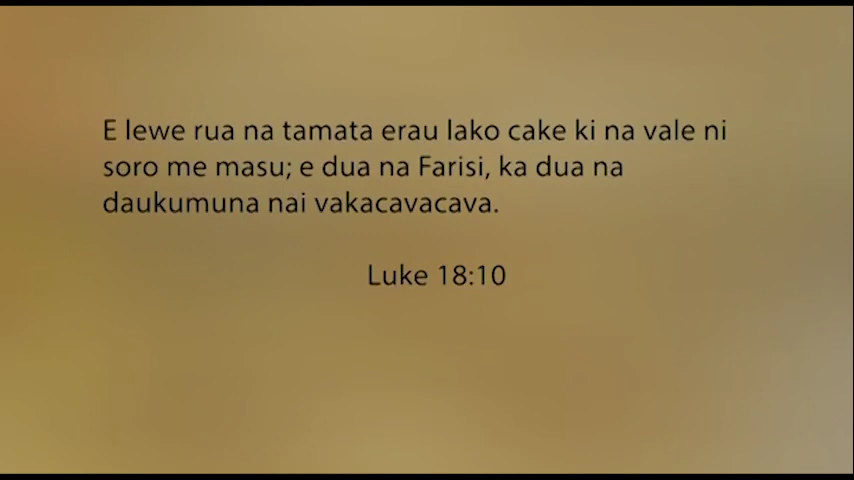 E lewe rua na tamata erau lako cake ki na vale ni
soro me masu; e dua na Farisi, ka dua na
daukumuna nai vakacavacava.
Luke 18:10